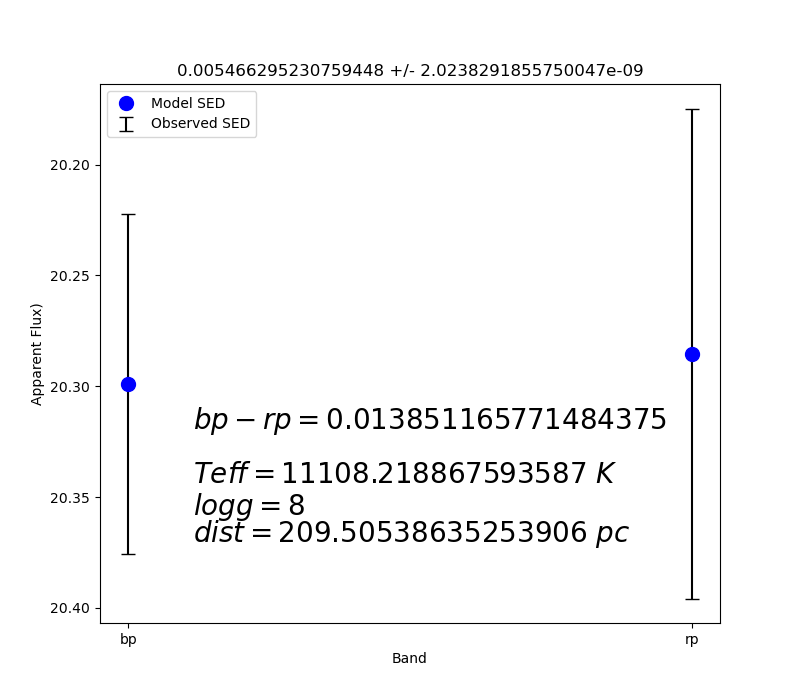 0.005466295230759448 +/- 2.0238291855750047e-09
Model SED
Observed SED
20.20
20.25
20.30
20.35
20.40
Apparent Flux)
bp − rp = 0.013851165771484375
Teff = 11108.218867593587 K
logg = 8
dist = 209.50538635253906 pc
bp
rp
Band